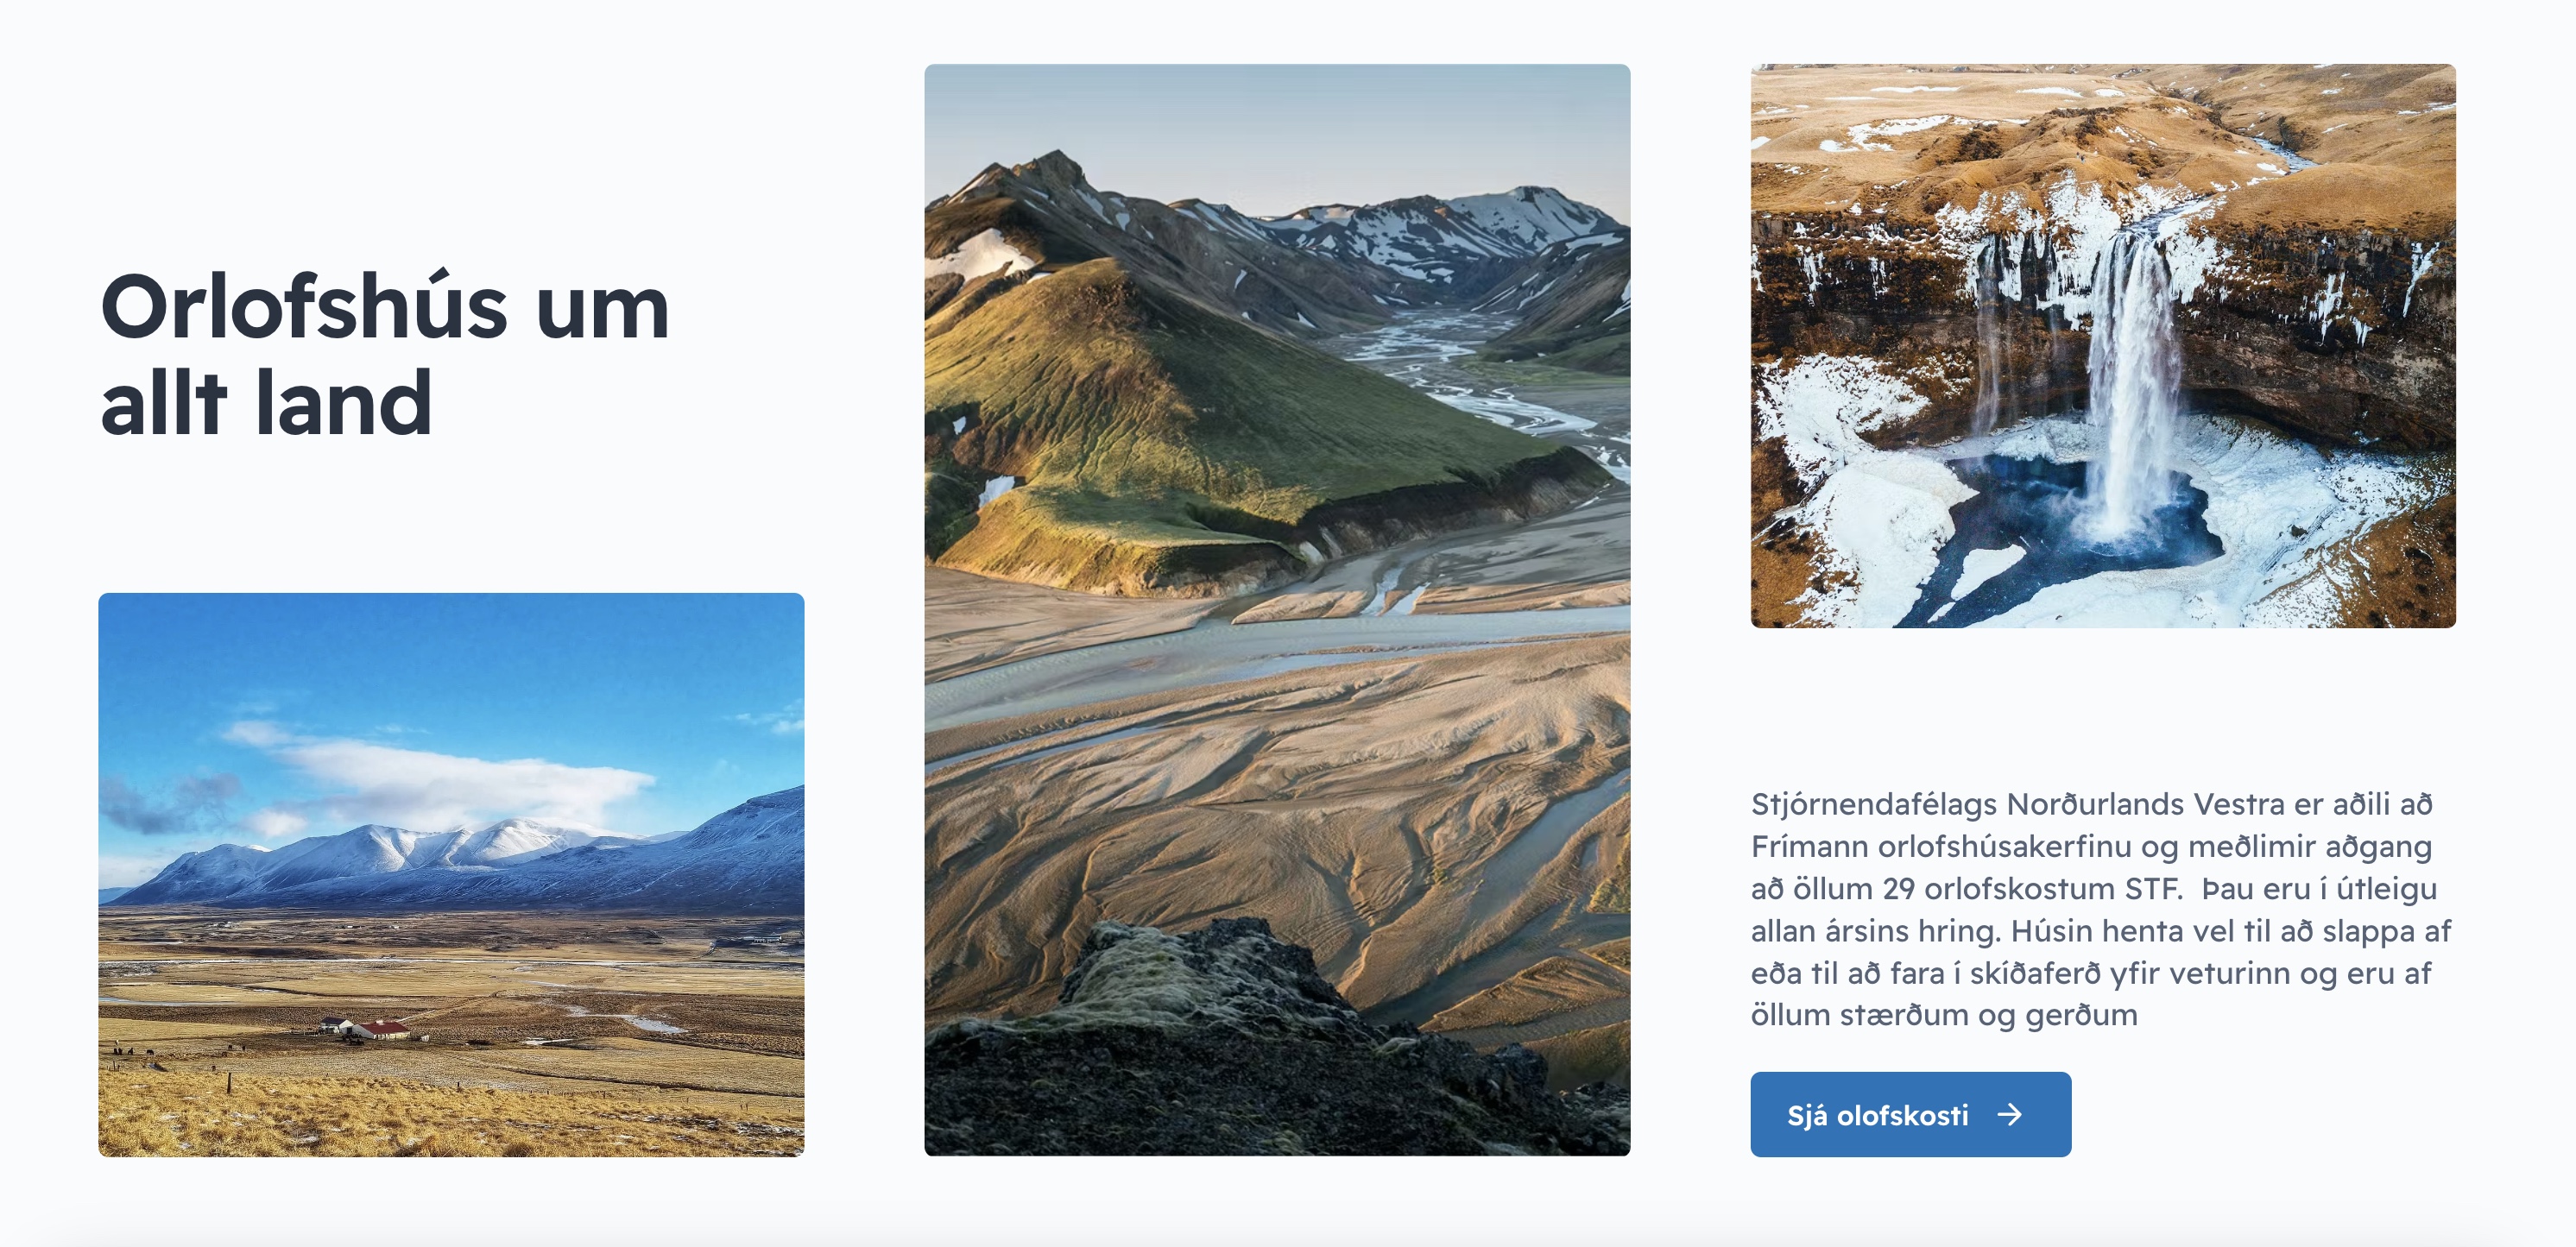 Orlofshús um
allt land
Stjórnendafélags Norðurlands Vestra er aðili að
Frímann orlofshúsakerfinu og meðlimir aðgang
að öllum 29 orlofskostum STF.  Þau eru í útleigu
allan ársins hring. Húsin henta vel til að slappa af
eða til að fara í skíðaferð yfir veturinn og eru af
öllum stærðum og gerðum
Sjá olofskosti →